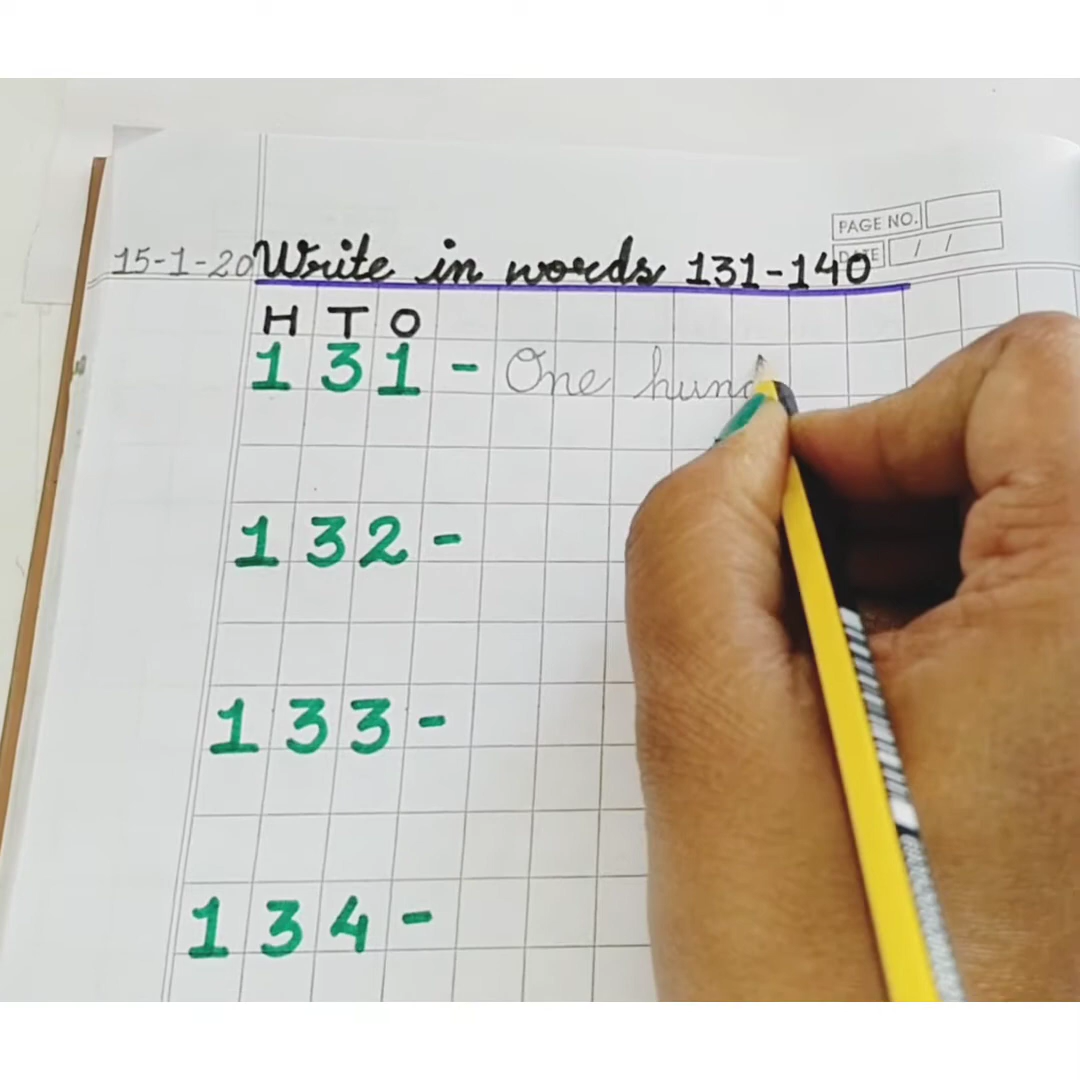 PAGE NO.
DATE / /
15-1-20 Write in words 131-140
H T O
131 - One hund
132 -
133 -
134 -